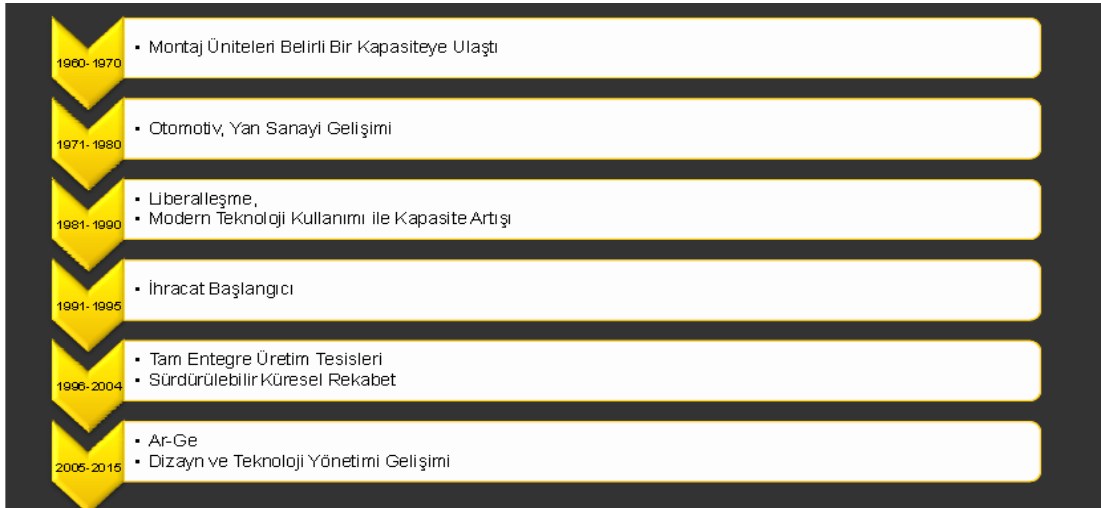 1960-1970
▪ Montaj Üniteleri Belirli Bir Kapasiteye Ulaştı
1971-1980
▪ Otomotiv, Yan Sanayi Gelişimi
1981-1990
▪ Liberalleşme,
▪ Modern Teknoloji Kullanımı ile Kapasite Artışı
1991-1995
▪ İhracat Başlangıcı
1996-2004
▪ Tam Entegre Üretim Tesisleri
▪ Sürdürülebilir Küresel Rekabet
2005-2015
▪ Ar-Ge
▪ Dizayn ve Teknoloji Yönetimi Gelişimi